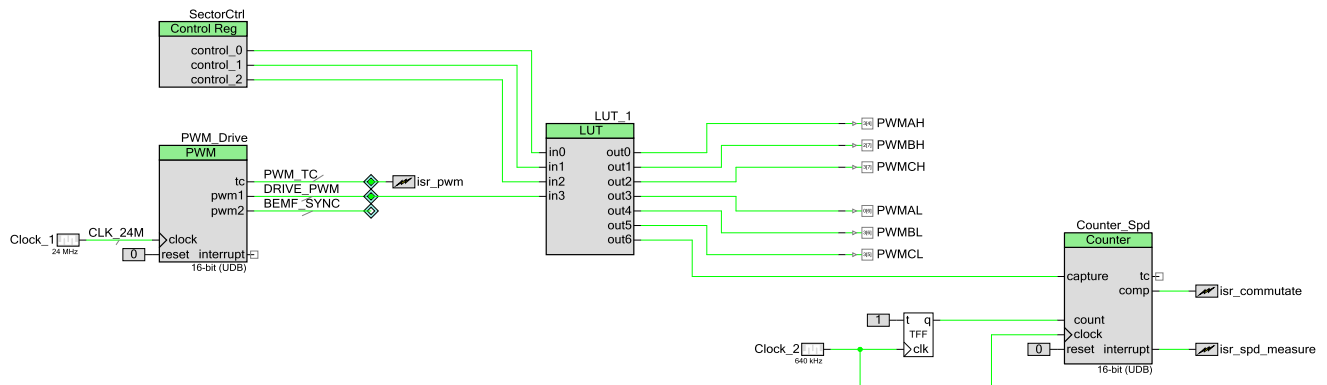 SectorCtrl
Control Reg
control_0
control_1
control_2
PWM_Drive
PWM
tc
pwm1
pwm2
clock
reset
interrupt
16-bit (UDB)
PWM_TC
DRIVE_PWM
BEMF_SYNC
isr_pwm
Clock_1
24 MHz
CLK_24M
0
LUT_1
LUT
in0
in1
in2
in3
out0
out1
out2
out3
out4
out5
out6
PWMAH
PWMBH
PWMCH
PWMAL
PWMBL
PWMCL
Counter_Spd
Counter
capture
tc
comp
count
clock
reset
interrupt
16-bit (UDB)
isr_commutate
isr_spd_measure
1
t
q
TFF
clk
Clock_2
640 kHz
0